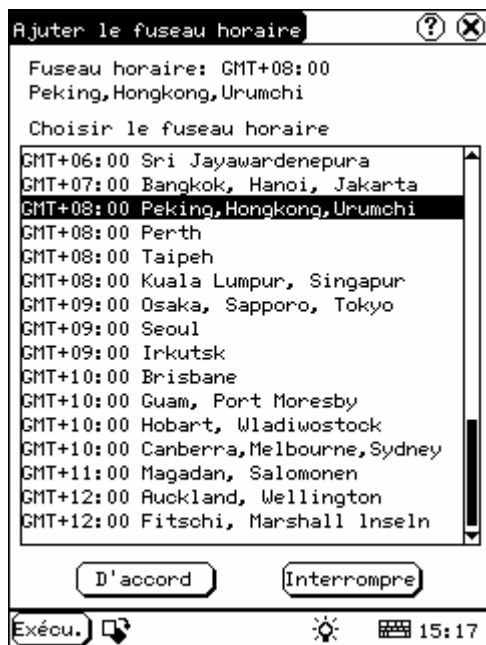 Ajuter le fuseau horaire ?
Fuseau horaire: GMT+08:00
Peking,Hongkong,Urumchi
Choisir le fuseau horaire
GMT+06:00 Sri Jayawardenepura
GMT+07:00 Bangkok, Hanoi, Jakarta
GMT+08:00 Peking,Hongkong,Urumchi
GMT+08:00 Perth
GMT+08:00 Taipeh
GMT+08:00 Kuala Lumpur, Singapur
GMT+09:00 Osaka, Sapporo, Tokyo
GMT+09:00 Seoul
GMT+09:00 Irkutsk
GMT+10:00 Brisbane
GMT+10:00 Guam, Port Moresby
GMT+10:00 Hobart, Wladiwostock
GMT+10:00 Canberra,Melbourne,Sydney
GMT+11:00 Magadan, Salomonen
GMT+12:00 Auckland, Wellington
GMT+12:00 Fitschi, Marshall Inseln
D'accord Interrompre
Exécu. 15:17